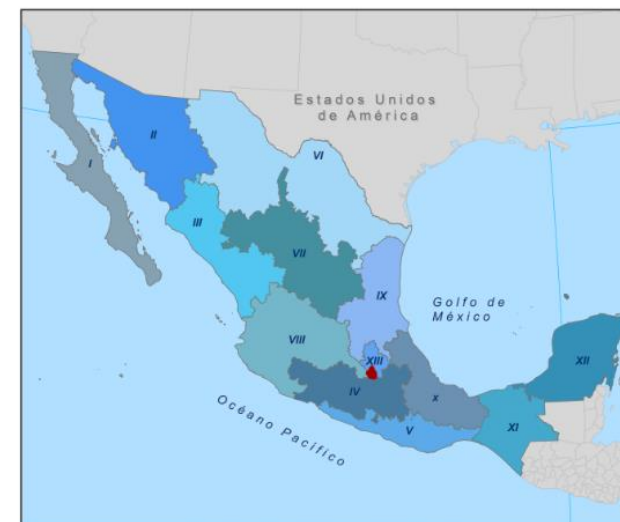 Estados Unidos
de América
II
VI
I
III
VII
IX
Golfo de
México
VIII
XIII
XII
IV
x
Océano Pacífico
V
XI